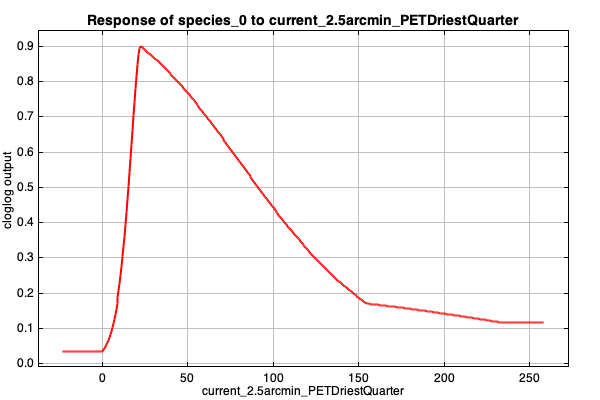 Response of species_0 to current_2.5arcmin_PETDriestQuarter
cloglog output
0.9
0.8
0.7
0.6
0.5
0.4
0.3
0.2
0.1
0.0
0 50 100 150 200 250
current_2.5arcmin_PETDriestQuarter